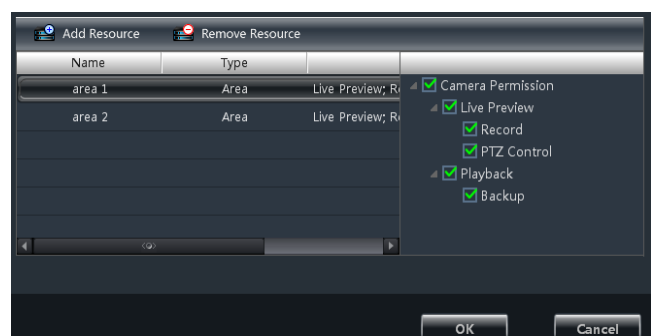 Add Resource Remove Resource
Name Type
area 1 Area Live Preview; R
area 2 Area Live Preview; R
Camera Permission
Live Preview
Record
PTZ Control
Playback
Backup
OK Cancel